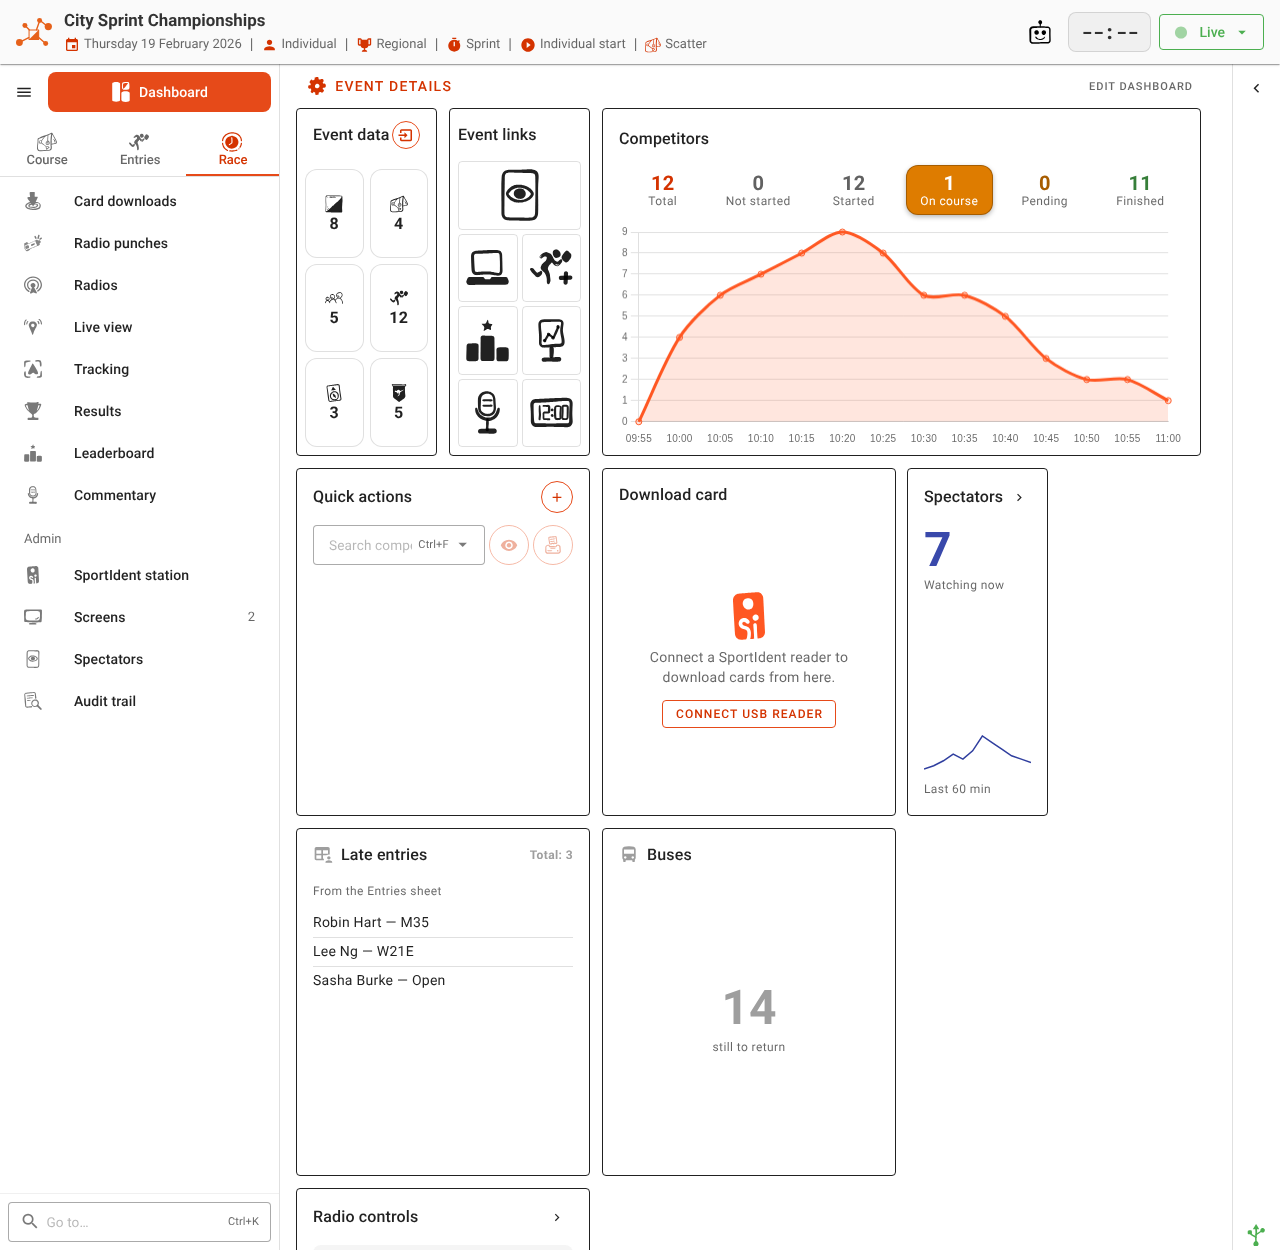 City Sprint Championships
Thursday 19 February 2026 | Individual | Regional | Sprint | Individual start | Scatter
--:--
Live
Dashboard
EVENT DETAILS
EDIT DASHBOARD
Course
Entries
Race
Card downloads
Radio punches
Radios
Live view
Tracking
Results
Leaderboard
Commentary
Admin
SportIdent station
Screens 2
Spectators
Audit trail
Go to...
Ctrl+K
Event data
8
4
5
12
3
5
Event links
12:00
Competitors
12
Total
0
Not started
12
Started
1
On course
0
Pending
11
Finished
9
8
7
6
5
4
3
2
1
0
09:55 10:00 10:05 10:10 10:15 10:20 10:25 10:30 10:35 10:40 10:45 10:50 10:55 11:00
Quick actions
Search compe
Ctrl+F
Download card
Si
Connect a SportIdent reader to
download cards from here.
CONNECT USB READER
Spectators
7
Watching now
Last 60 min
Late entries
Total: 3
From the Entries sheet
Robin Hart — M35
Lee Ng — W21E
Sasha Burke — Open
Buses
14
still to return
Radio controls